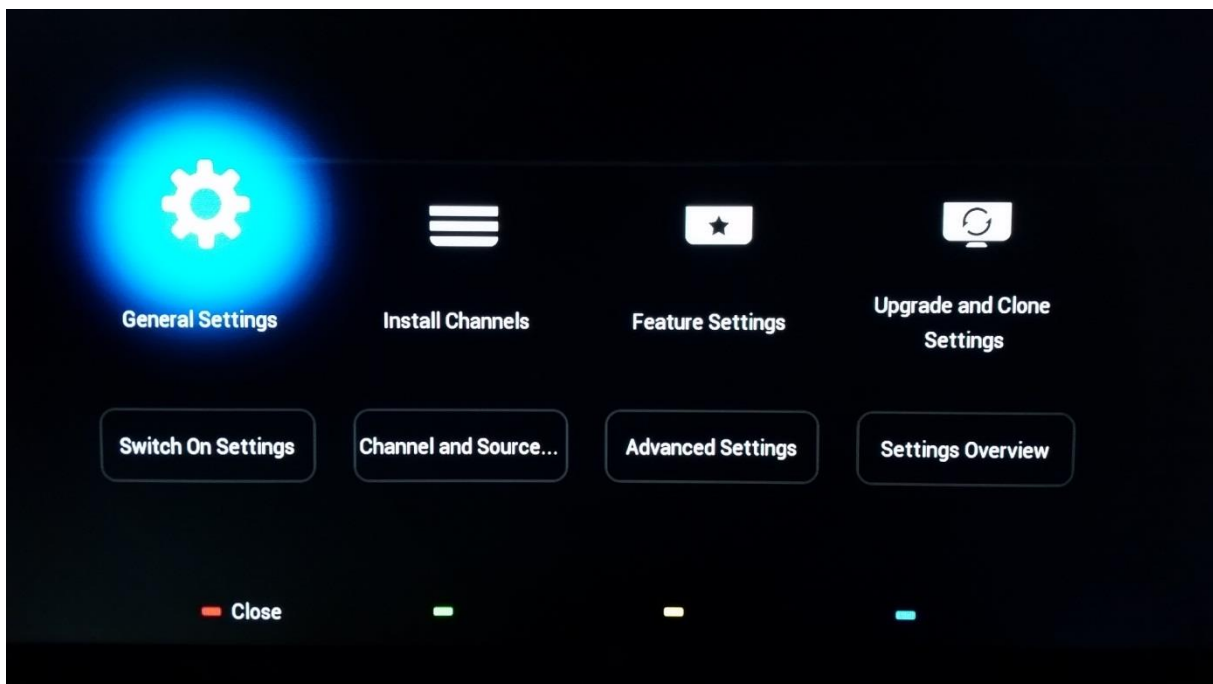 General Settings
Install Channels
Feature Settings
Upgrade and Clone
Settings
Switch On Settings
Channel and Source...
Advanced Settings
Settings Overview
Close